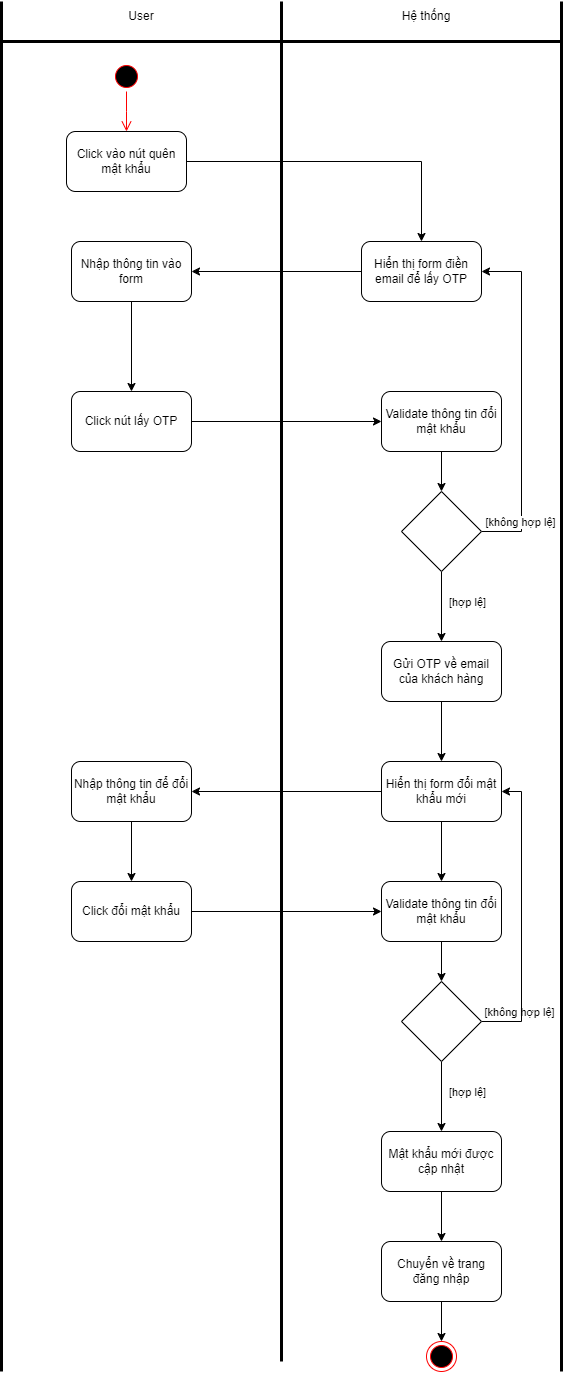 User
Hệ thống
Click vào nút quên
mật khẩu
Nhập thông tin vào
form
Hiển thị form điền
email để lấy OTP
Click nút lấy OTP
Validate thông tin đổi
mật khẩu
[không hợp lệ]
[hợp lệ]
Gửi OTP về email
của khách hàng
Nhập thông tin để đổi
mật khẩu
Hiển thị form đổi mật
khẩu mới
Click đổi mật khẩu
Validate thông tin đổi
mật khẩu
[không hợp lệ]
[hợp lệ]
Mật khẩu mới được
cập nhật
Chuyển về trang
đăng nhập